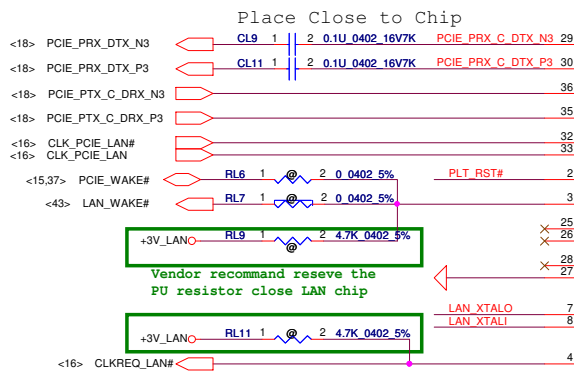 Place Close to Chip
<18> PCIE_PRX_DTX_N3 CL9 1 2 0.1U_0402_16V7K PCIE_PRX_C_DTX_N3 29
<18> PCIE_PRX_DTX_P3 CL11 1 2 0.1U_0402_16V7K PCIE_PRX_C_DTX_P3 30
<18> PCIE_PTX_C_DRX_N3 36
<18> PCIE_PTX_C_DRX_P3 35
<16> CLK_PCIE_LAN# 32
<16> CLK_PCIE_LAN 33
<15,37> PCIE_WAKE# RL6 1 @ 2 0_0402_5% PLT_RST# 2
<43> LAN_WAKE# RL7 1 @ 2 0_0402_5% 3
25
+3V_LAN RL9 1 @ 2 4.7K_0402_5% 26
28
Vendor recommand reseve the 27
PU resistor close LAN chip
LAN_XTALO 7
LAN_XTALI 8
+3V_LAN RL11 1 @ 2 4.7K_0402_5%
<16> CLKREQ_LAN# 4